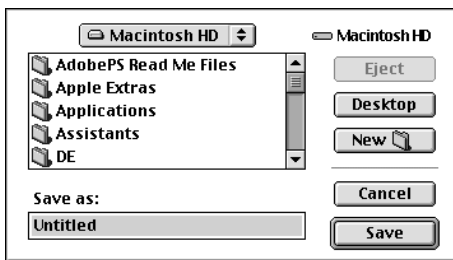 Macintosh HD
Macintosh HD
AdobePS Read Me Files
Apple Extras
Applications
Assistants
DE
Eject
Desktop
New
Save as:
Untitled
Cancel
Save